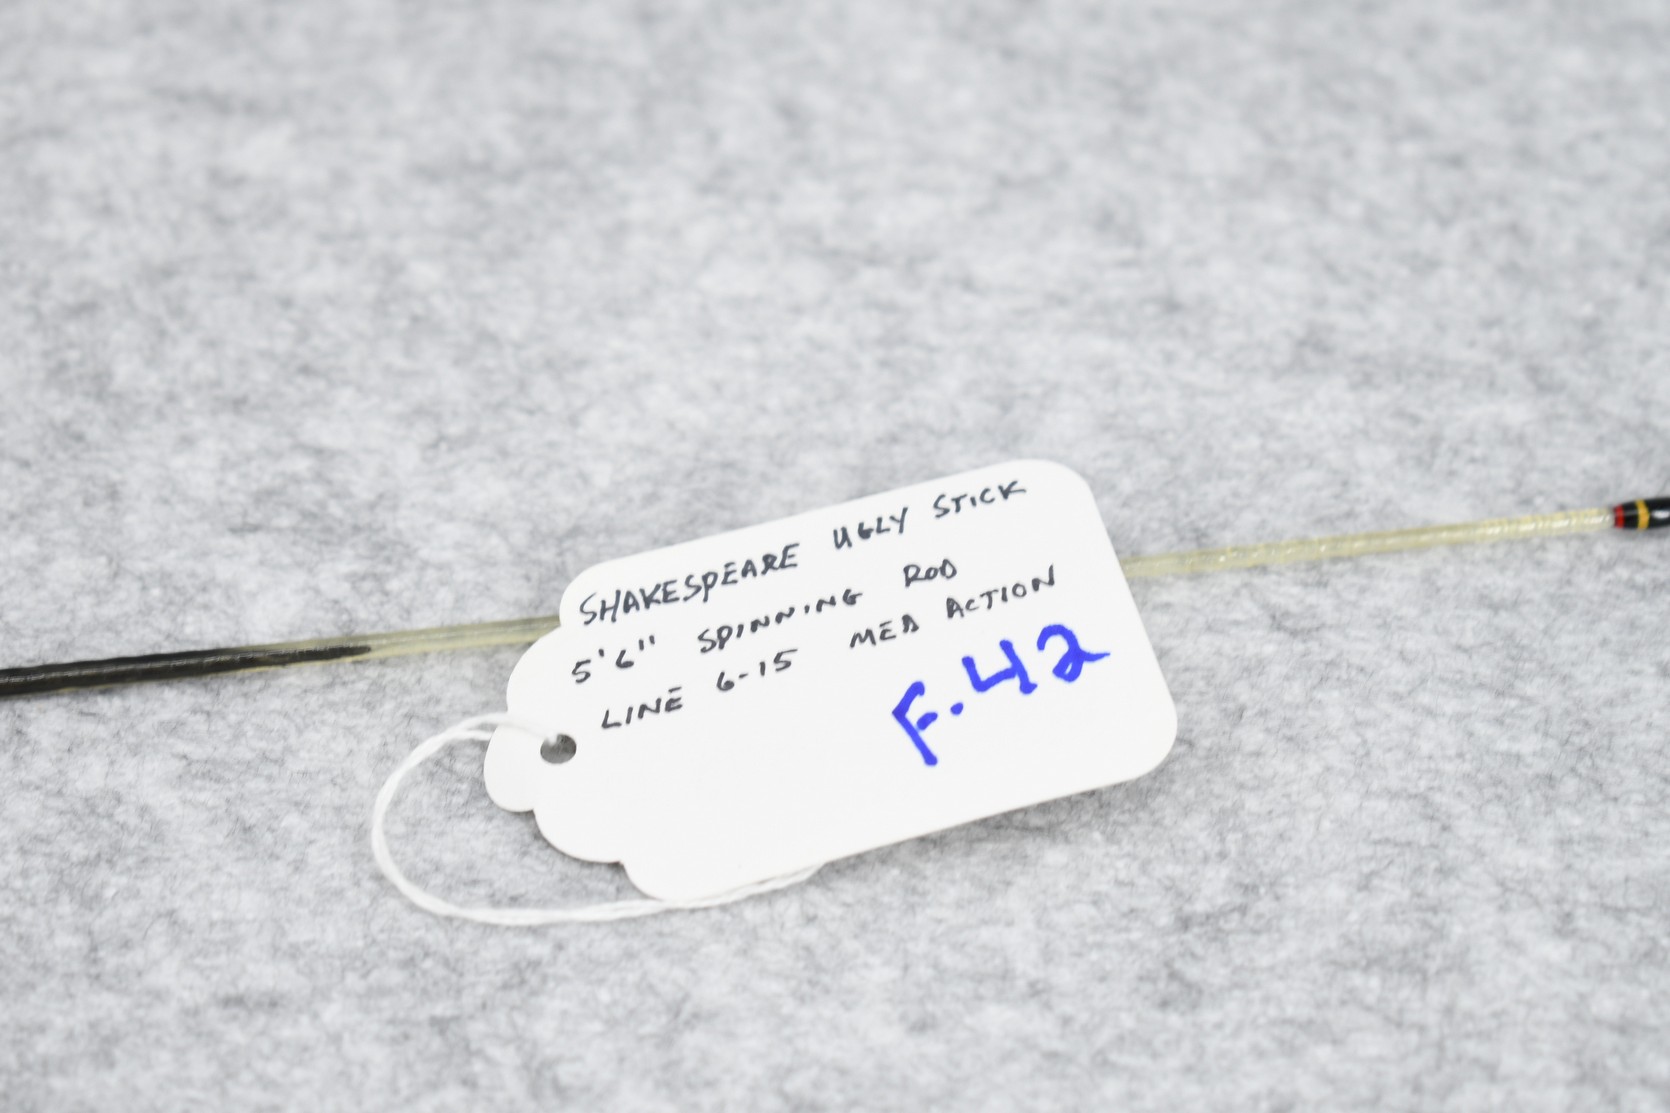 SHAKESPEARE UGLY STICK
5'6" SPINNING ROD
LINE 6-15 MED ACTION
F.42